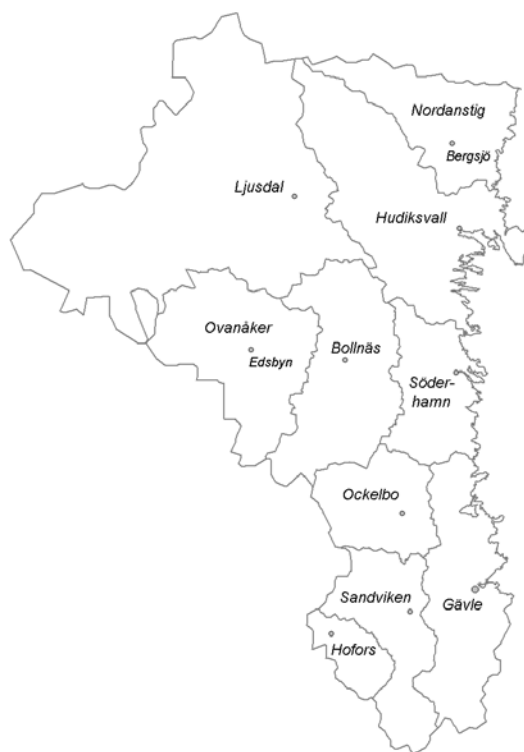 Nordanstig
Bergsjö
Ljusdal
Hudiksvall
Ovanåker
Edsbyn
Bollnäs
Söder-
hamn
Ockelbo
Sandviken
Gävle
Hofors